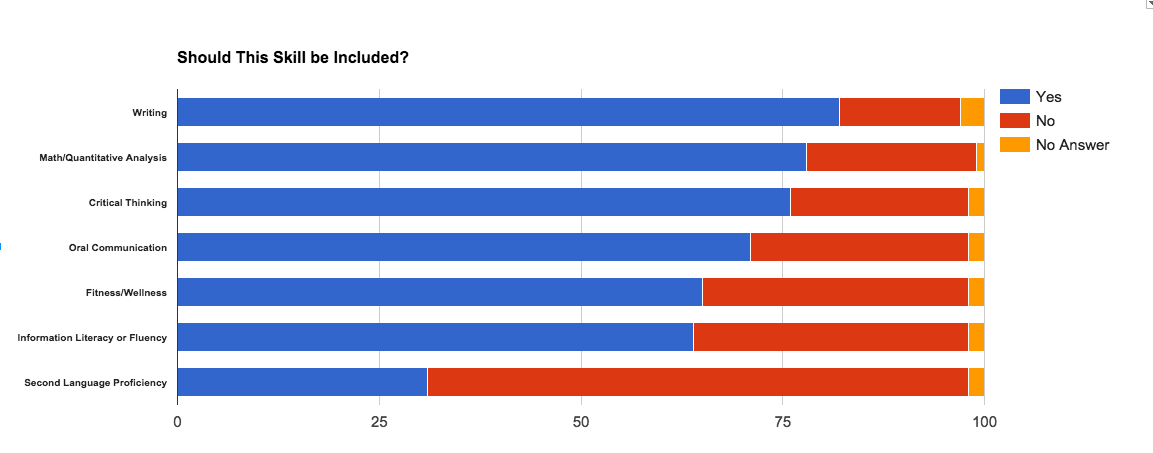 Should This Skill be Included?
Yes
No
No Answer
Writing
Math/Quantitative Analysis
Critical Thinking
Oral Communication
Fitness/Wellness
Information Literacy or Fluency
Second Language Proficiency
0 25 50 75 100